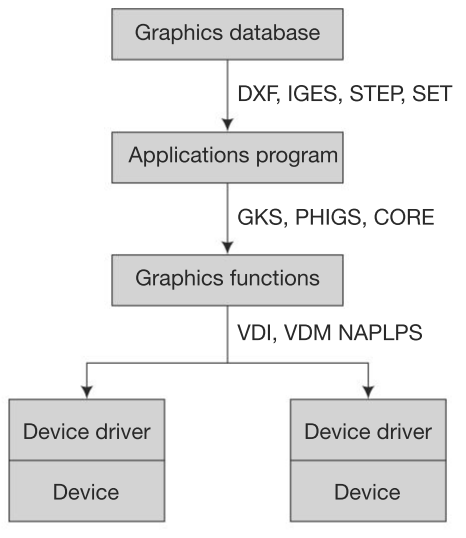 Graphics database
DXF, IGES, STEP, SET
Applications program
GKS, PHIGS, CORE
Graphics functions
VDI, VDM NAPLPS
Device driver
Device
Device driver
Device